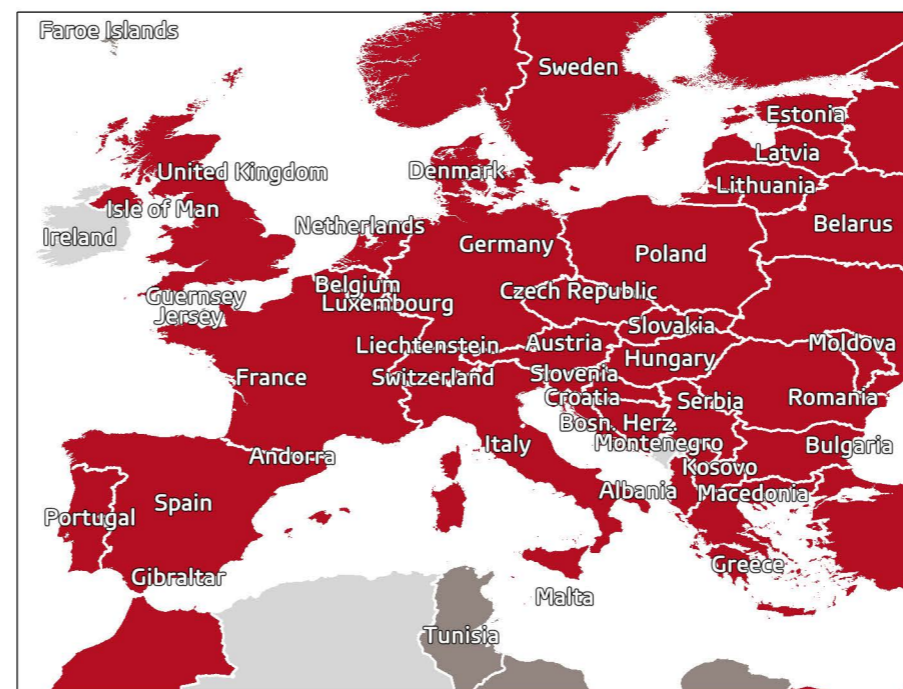 Faroe Islands
Sweden
Estonia
Latvia
United Kingdom
Denmark
Lithuania
Isle of Man
Netherlands
Belarus
Ireland
Germany
Poland
Belgium
Czech Republic
Guernsey
Luxembourg
Jersey
Slovakia
Liechtenstein
Austria
Moldova
Hungary
France
Switzerland
Slovenia
Croatia
Serbia
Romania
Bosn. Herz.
Italy
Montenegro
Bulgaria
Andorra
Kosovo
Albania
Macedonia
Spain
Portugal
Greece
Gibraltar
Malta
Tunisia